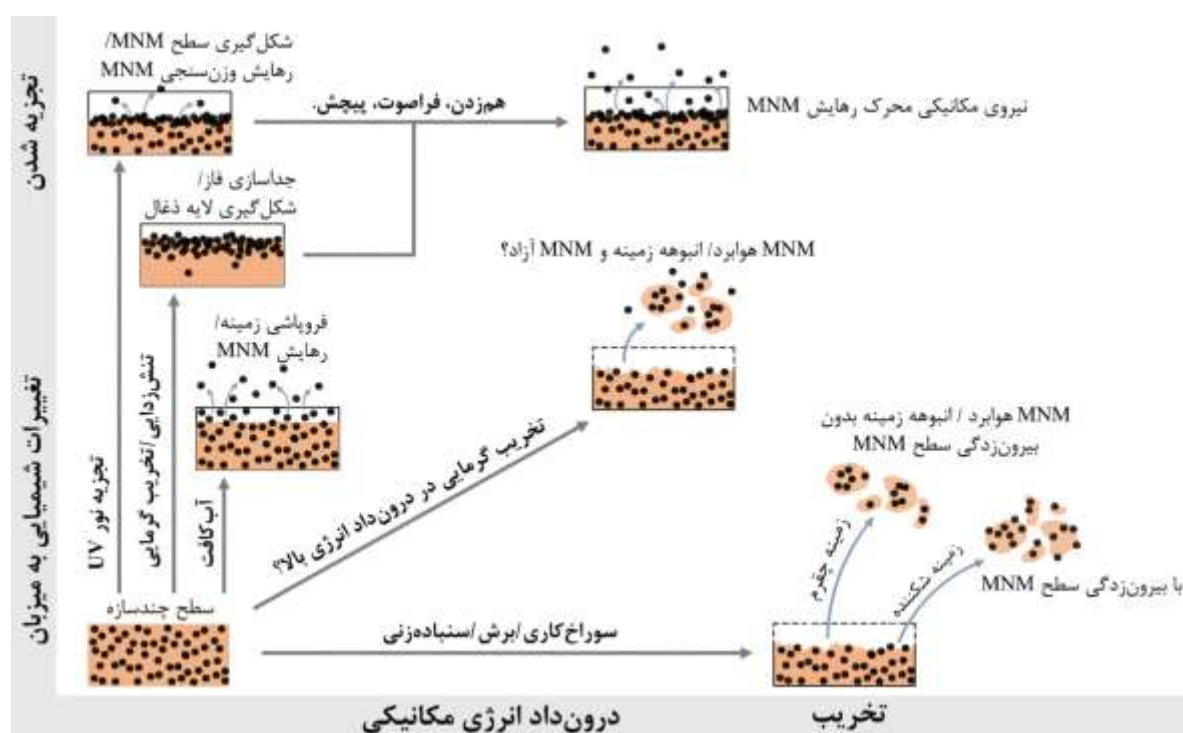 شکل‌گیری سطح MNM/
رهایش وزن‌سنجی MNM
هم‌زدن، فراصوت، پیچش.
نیروی مکانیکی محرک رهایش MNM
جداسازی فاز/
شکل‌گیری لایه ذغال
MNM هوابرد/ انبوهه زمینه و MNM آزاد؟
فروپاشی زمینه/
رهایش MNM
MNM هوابرد / انبوهه زمینه بدون
بیرون‌زدگی سطح MNM
تجزیه نور UV
تنش‌زدایی/تخریب گرمایی
آب‌کافت
تخریب گرمایی در درون‌داد انرژی بالا؟
زمینه چقرم
زمینه شکننده
با بیرون‌زدگی سطح MNM
سطح چندسازه
سوراخ‌کاری/برش/سنباده‌زنی
تجزیه شدن
تغییرات شیمیایی به میزبان
درون‌داد انرژی مکانیکی
تخریب